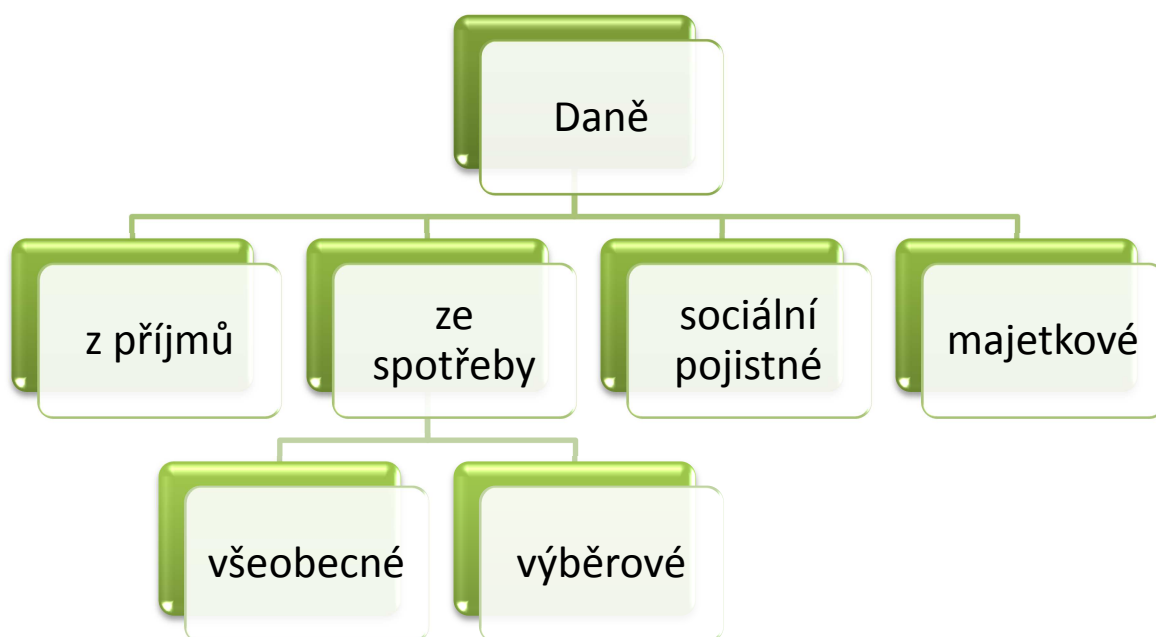 Daně
z příjmů
ze
spotřeby
sociální
pojistné
majetkové
všeobecné
výběrové